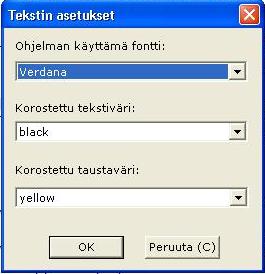 Tekstin asetukset
Ohjelman käyttämä fontti:
Verdana
Korostettu tekstiväri:
black
Korostettu taustaväri:
yellow
OK Peruuta (C)